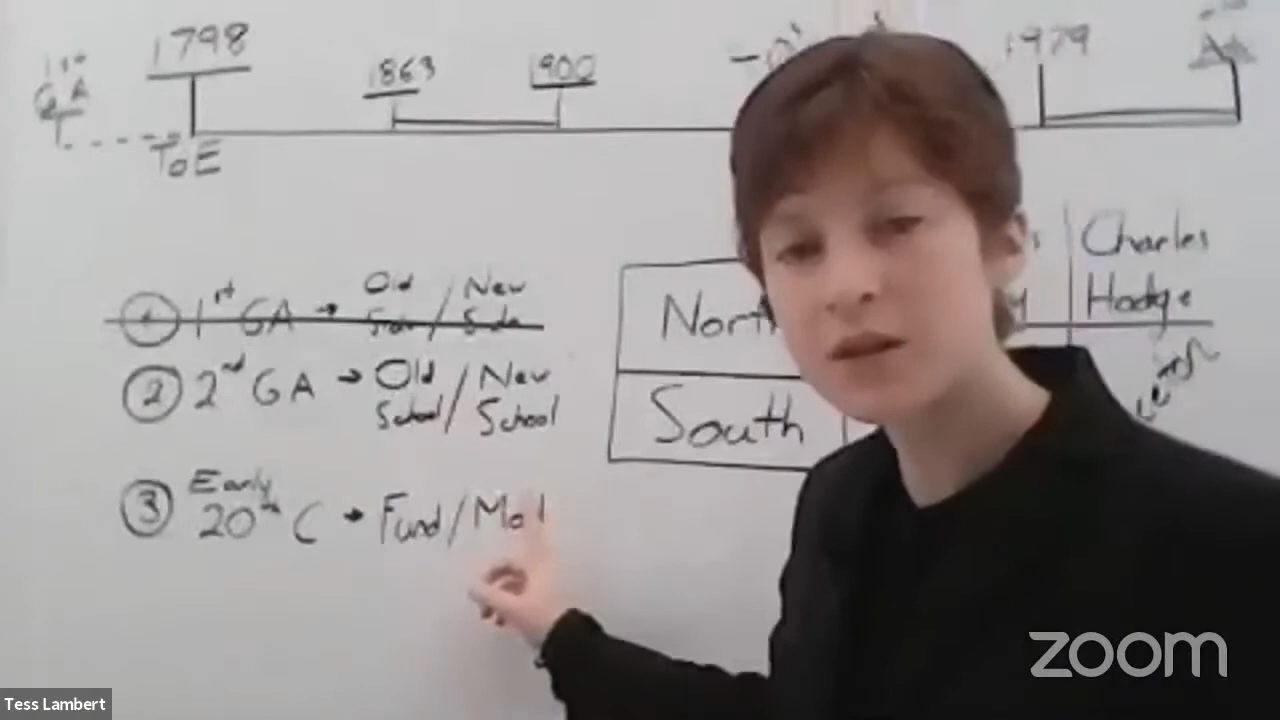 1798
1863
1900
1979
1st
GA
ToE
① 1st GA → Old Side / New Side
② 2nd GA → Old School / New School
③ Early 20th C → Fund/Mod
North
South
Charles
Hodge
zoom
Tess Lambert